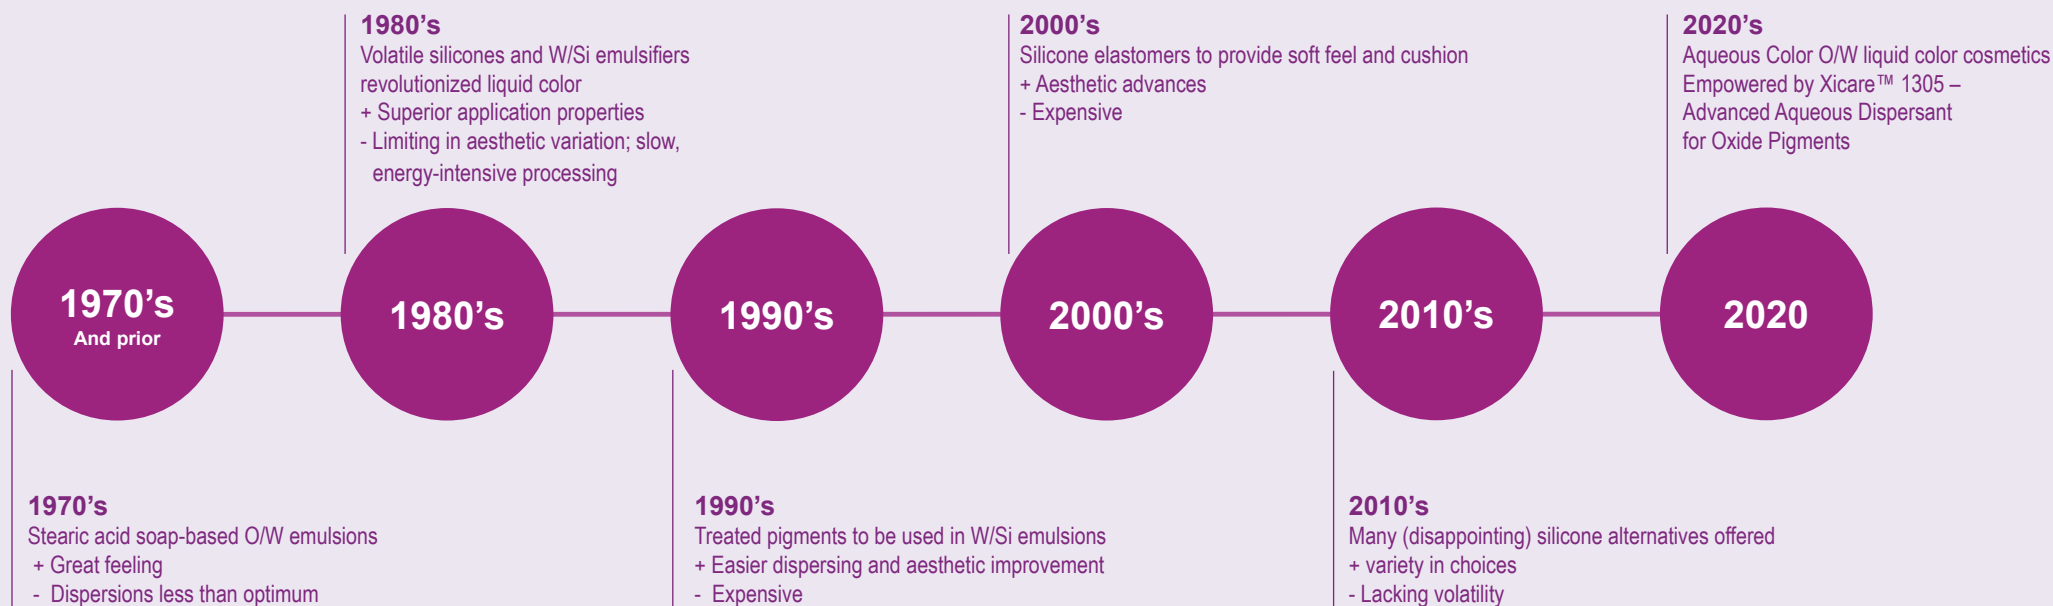 1980’s
Volatile silicones and W/Si emulsifiers
revolutionized liquid color
+ Superior application properties
- Limiting in aesthetic variation; slow,
energy-intensive processing
2000’s
Silicone elastomers to provide soft feel and cushion
+ Aesthetic advances
- Expensive
2020’s
Aqueous Color O/W liquid color cosmetics
Empowered by Xicare™ 1305 –
Advanced Aqueous Dispersant
for Oxide Pigments
1970’s
And prior
1980’s
1990’s
2000’s
2010’s
2020
1970’s
Stearic acid soap-based O/W emulsions
+ Great feeling
- Dispersions less than optimum
1990’s
Treated pigments to be used in W/Si emulsions
+ Easier dispersing and aesthetic improvement
- Expensive
2010’s
Many (disappointing) silicone alternatives offered
+ variety in choices
- Lacking volatility